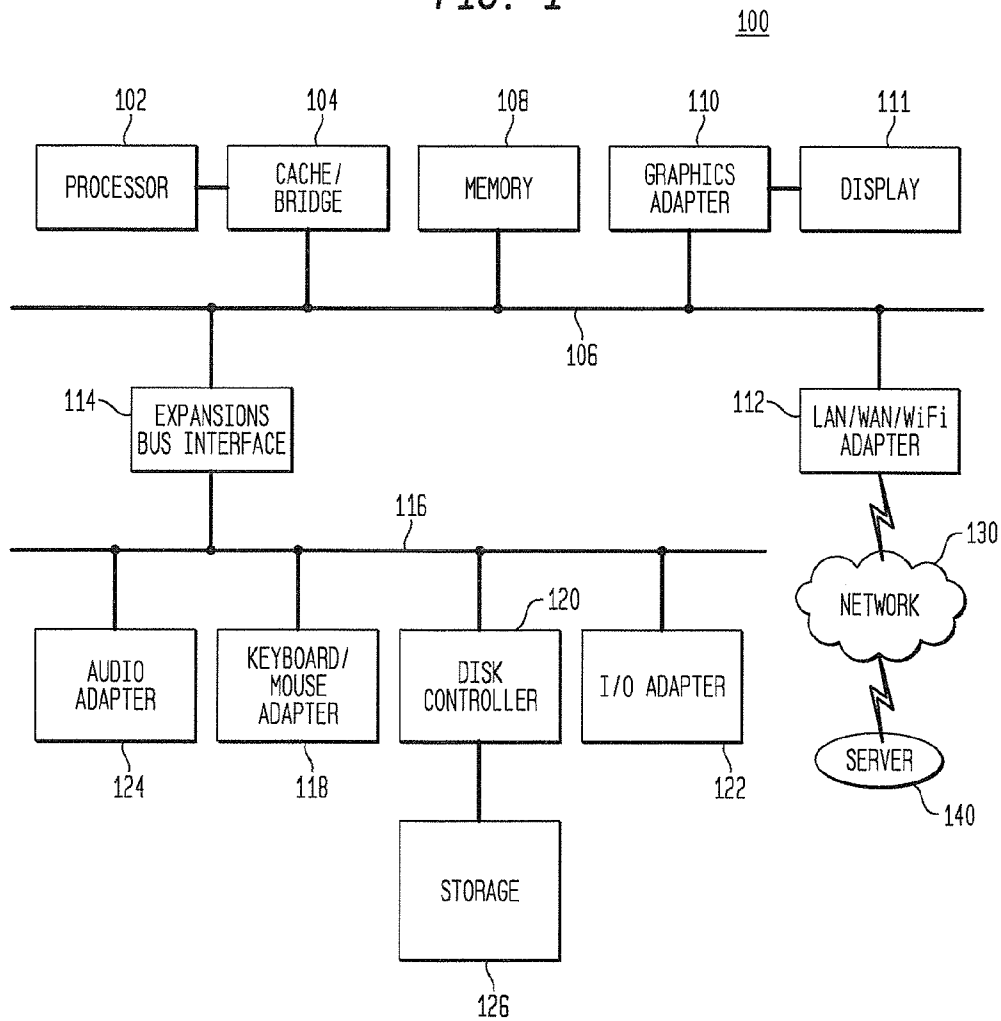 FIG. 1
100
102
104
108
110
111
PROCESSOR
CACHE/
BRIDGE
MEMORY
GRAPHICS
ADAPTER
DISPLAY
106
114
EXPANSIONS
BUS INTERFACE
112
LAN/WAN/WiFi
ADAPTER
116
130
NETWORK
120
AUDIO
ADAPTER
KEYBOARD/
MOUSE
ADAPTER
DISK
CONTROLLER
I/O ADAPTER
124
118
122
SERVER
140
STORAGE
126